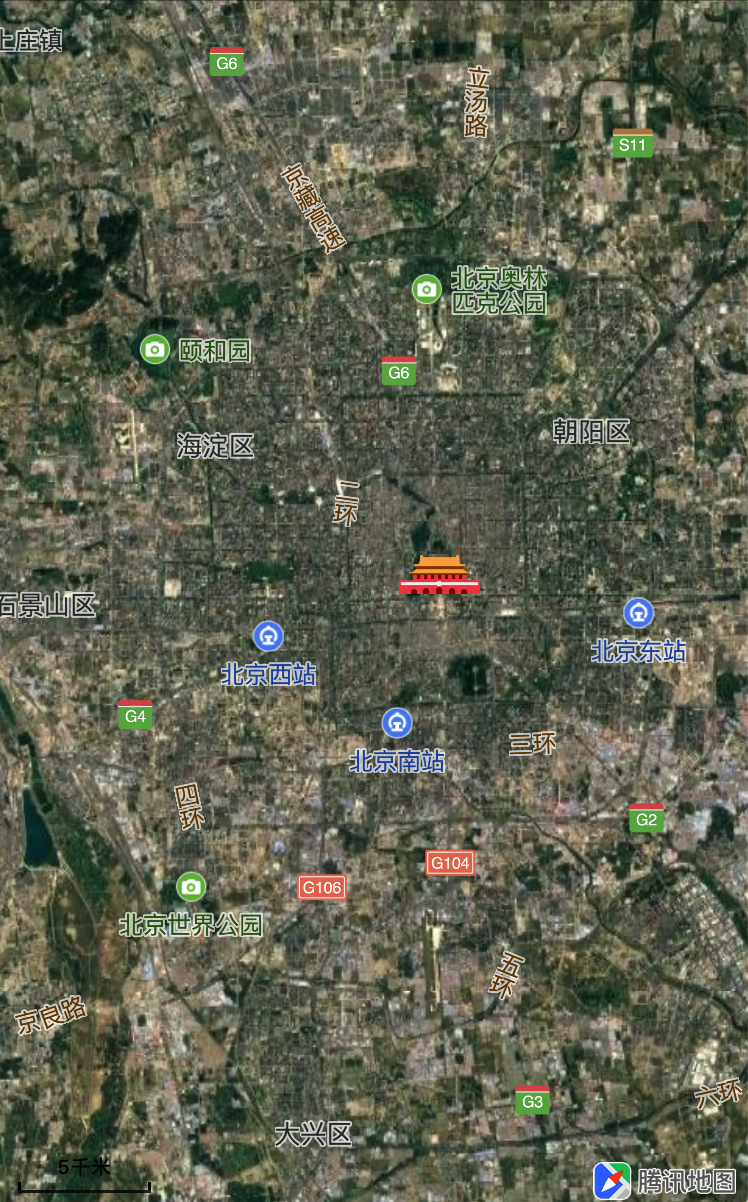 上庄镇
G6
立汤路
S11
京藏高速
北京奥林
匹克公园
颐和园
G6
朝阳区
海淀区
二环
石景山区
北京东站
北京西站
G4
北京南站
三环
四环
G2
G104
G106
北京世界公园
五环
京良路
G3
六环
大兴区
5千米
腾讯地图